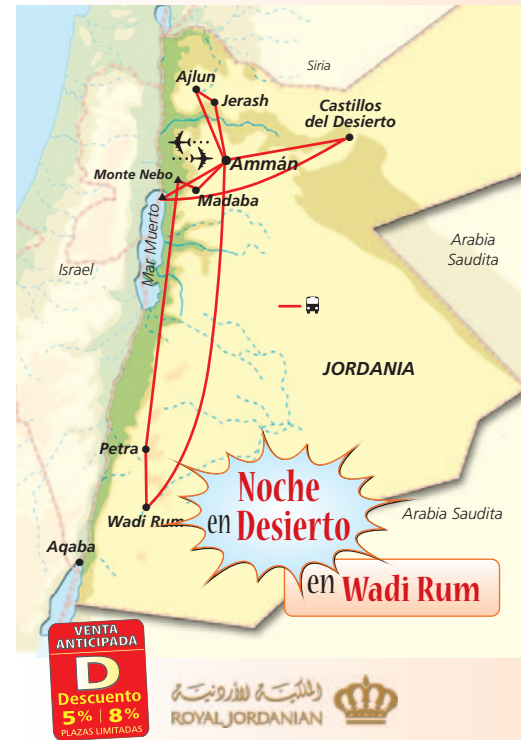 Siria
Ajlun
Jerash
Castillos
del Desierto
Ammán
Monte Nebo
Madaba
Mar Muerto
Israel
Arabia
Saudita
JORDANIA
Petra
Noche
en Desierto
Wadi Rum
Arabia Saudita
Aqaba
en Wadi Rum
VENTA
ANTICIPADA
D
Descuento
5% | 8%
PLAZAS LIMITADAS
الملكية الأردنية
ROYAL JORDANIAN